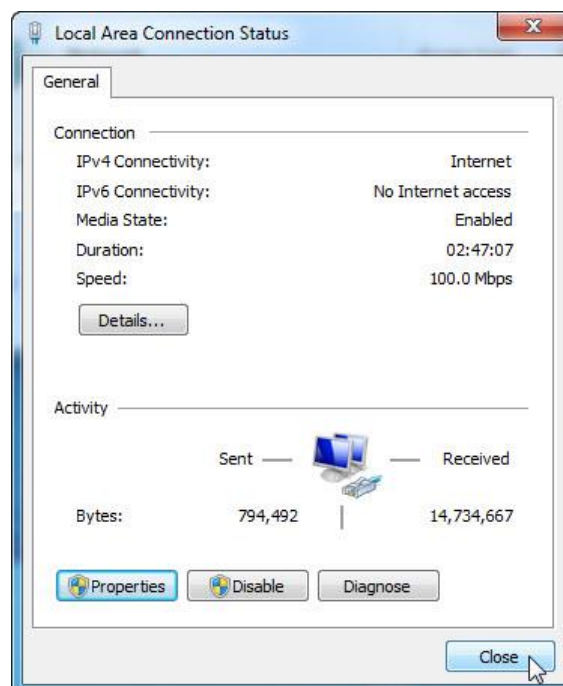 Local Area Connection Status
General
Connection
IPv4 Connectivity: Internet
IPv6 Connectivity: No Internet access
Media State: Enabled
Duration: 02:47:07
Speed: 100.0 Mbps
Details...
Activity
Sent Received
Bytes: 794,492 14,734,667
Properties Disable Diagnose
Close